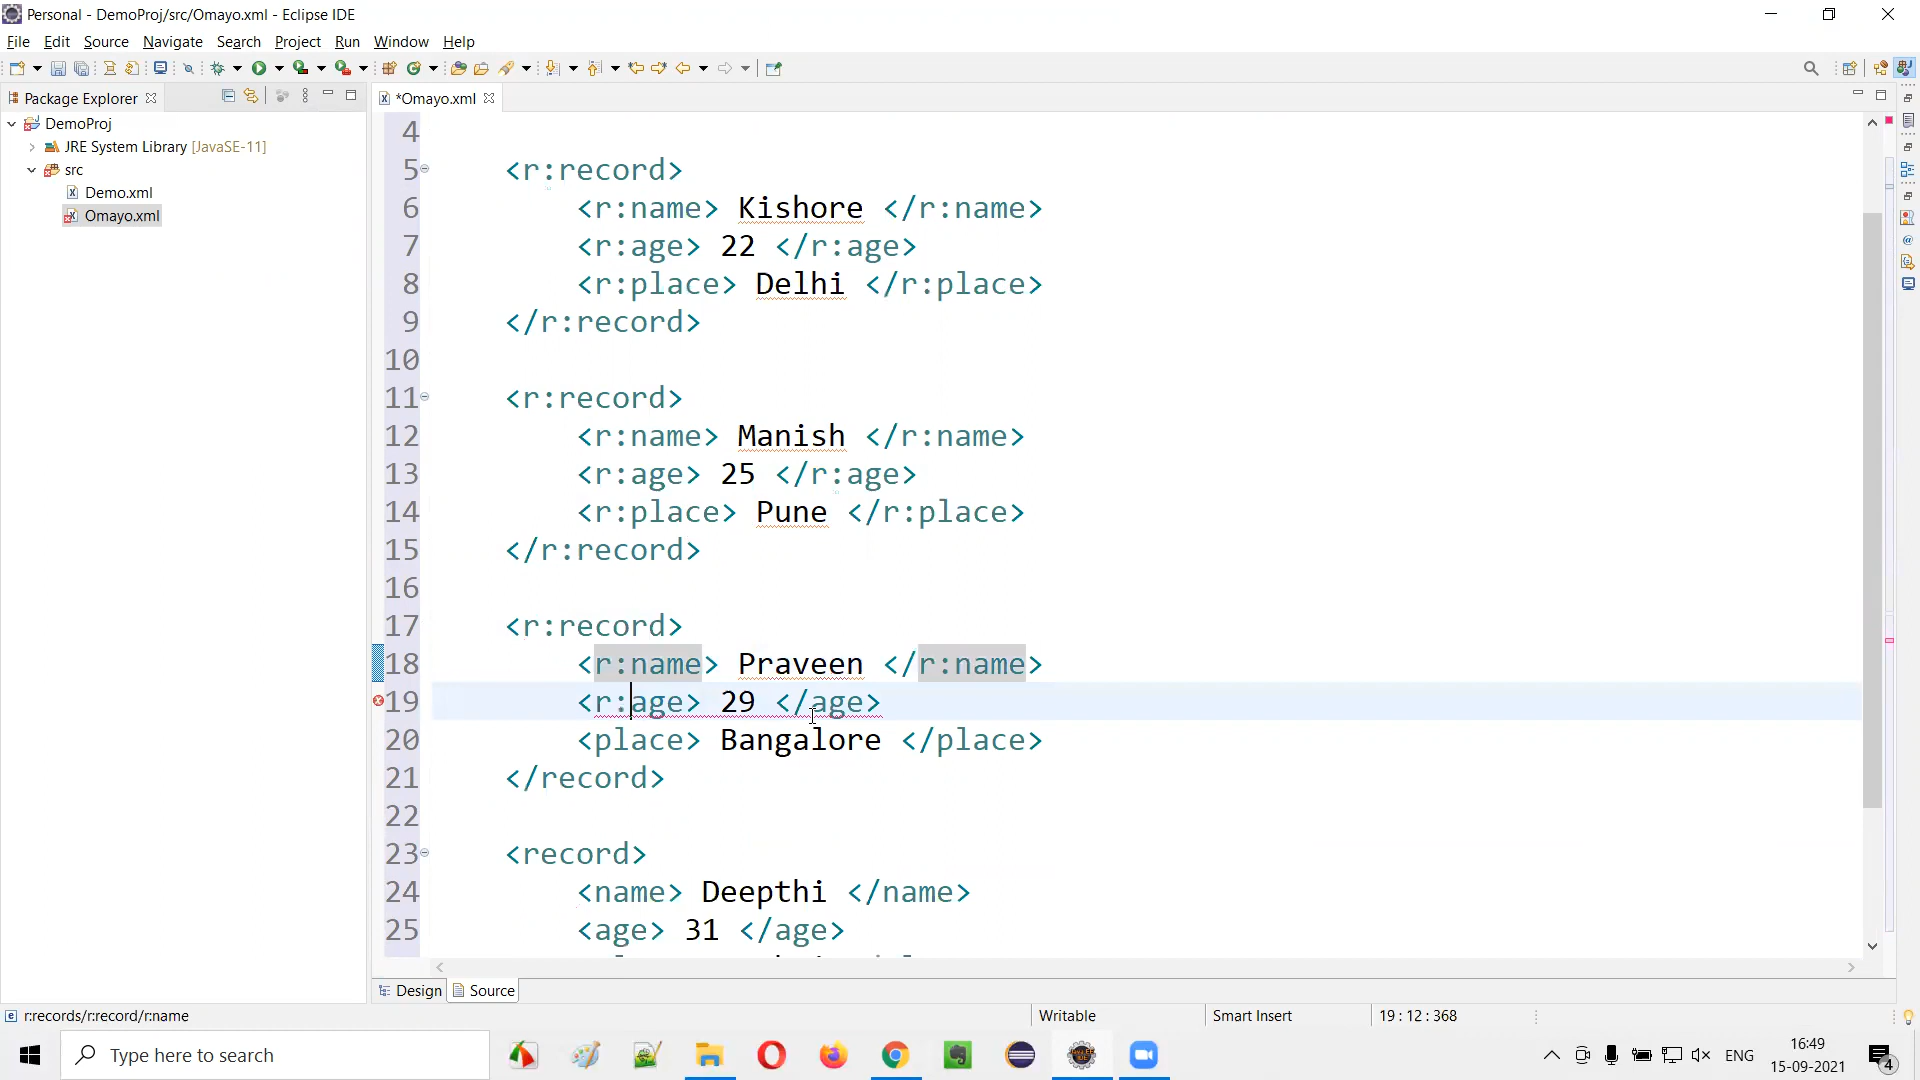 Personal - DemoProj/src/Omayo.xml - Eclipse IDE
File Edit Source Navigate Search Project Run Window Help
Package Explorer
*Omayo.xml
DemoProj
JRE System Library [JavaSE-11]
src
Demo.xml
Omayo.xml
4
5 <r:record>
6 <r:name> Kishore </r:name>
7 <r:age> 22 </r:age>
8 <r:place> Delhi </r:place>
9 </r:record>
10
11 <r:record>
12 <r:name> Manish </r:name>
13 <r:age> 25 </r:age>
14 <r:place> Pune </r:place>
15 </r:record>
16
17 <r:record>
18 <r:name> Praveen </r:name>
19 <r:age> 29 </age>
20 <place> Bangalore </place>
21 </record>
22
23 <record>
24 <name> Deepthi </name>
25 <age> 31 </age>
Design Source
r:records/r:record/r:name Writable Smart Insert 19 : 12 : 368
Type here to search
ENG
16:49
15-09-2021
4